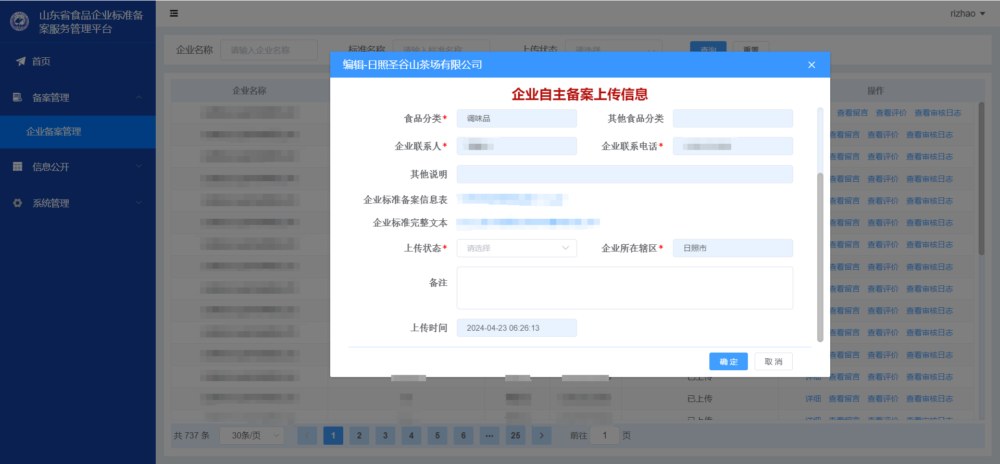 山东省食品企业标准备
案服务管理平台
rizhao
首页
备案管理
企业备案管理
信息公开
系统管理
企业名称 请输入企业名称 标准名称 请输入标准名称 上传状态 请选择 查询 重置
企业名称 操作
编辑-日照圣谷山茶场有限公司
企业自主备案上传信息
食品分类* 调味品 其他食品分类
企业联系人* 企业联系电话*
其他说明
企业标准备案信息表
企业标准完整文本
上传状态* 请选择 企业所在辖区* 日照市
备注
上传时间 2024-04-23 06:26:13
确 定 取 消
查看留言 查看评价 查看审核日志
查看留言 查看评价 查看审核日志
查看留言 查看评价 查看审核日志
查看留言 查看评价 查看审核日志
查看留言 查看评价 查看审核日志
查看留言 查看评价 查看审核日志
查看留言 查看评价 查看审核日志
查看留言 查看评价 查看审核日志
查看留言 查看评价 查看审核日志
查看留言 查看评价 查看审核日志
查看留言 查看评价 查看审核日志
查看留言 查看评价 查看审核日志
已上传 详细 查看留言 查看评价 查看审核日志
已上传 详细 查看留言 查看评价 查看审核日志
已上传 详细 查看留言 查看评价 查看审核日志
共 737 条 30条/页 1 2 3 4 5 6 ••• 25 前往 1 页